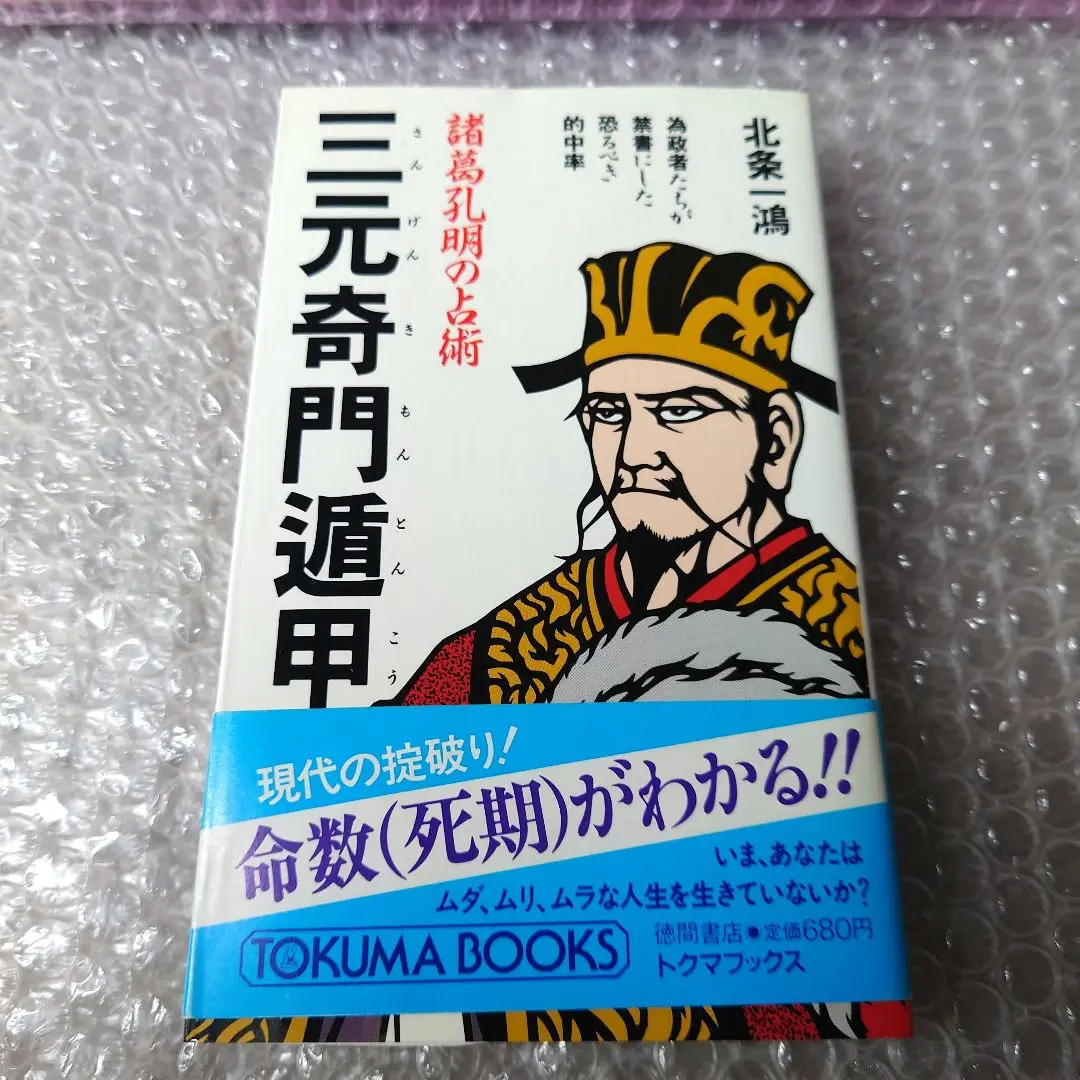 北条一鴻
為政者たちが
禁書にした
恐るべき
的中率
諸葛孔明の占術
三元奇門遁甲
さんげんきもんとんこう
現代の掟破り!
命数(死期)がわかる!!
いま、あなたは
ムダ、ムリ、ムラな人生を生きていないか?
TOKUMA BOOKS
徳間書店●定価680円
トクマブックス